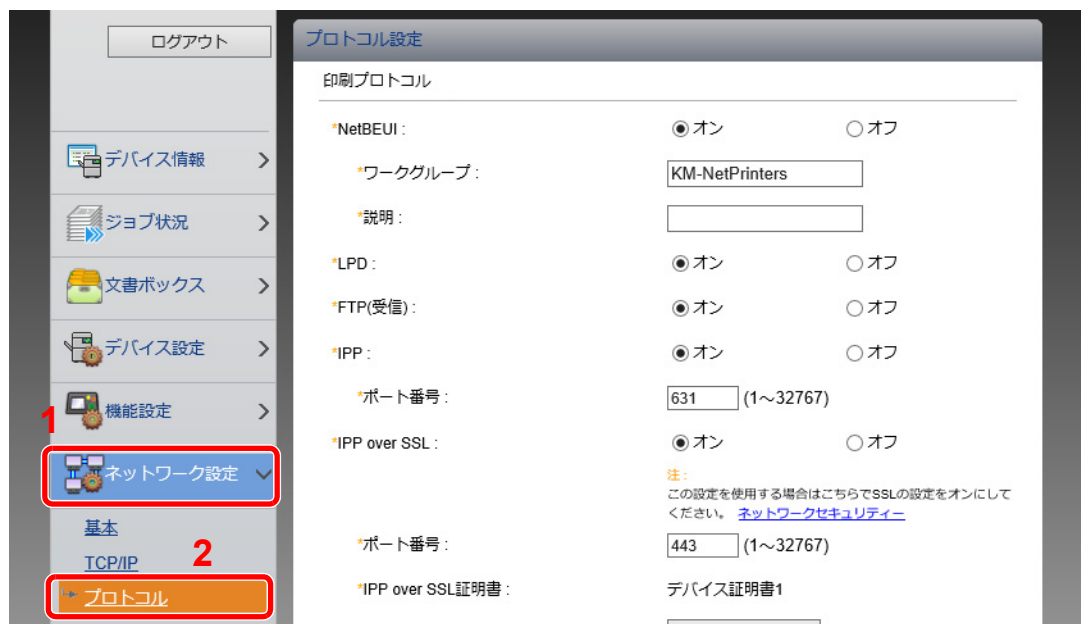 ログアウト
デバイス情報
ジョブ状況
文書ボックス
デバイス設定
機能設定
1
ネットワーク設定
基本
TCP/IP
2
プロトコル
プロトコル設定
印刷プロトコル
*NetBEUI : オン オフ
*ワークグループ : KM-NetPrinters
*説明 :
*LPD : オン オフ
*FTP(受信) : オン オフ
*IPP : オン オフ
*ポート番号 : 631 (1～32767)
*IPP over SSL : オン オフ
注 :
この設定を使用する場合はこちらでSSLの設定をオンにして
ください。 ネットワークセキュリティー
*ポート番号 : 443 (1～32767)
*IPP over SSL証明書 : デバイス証明書1